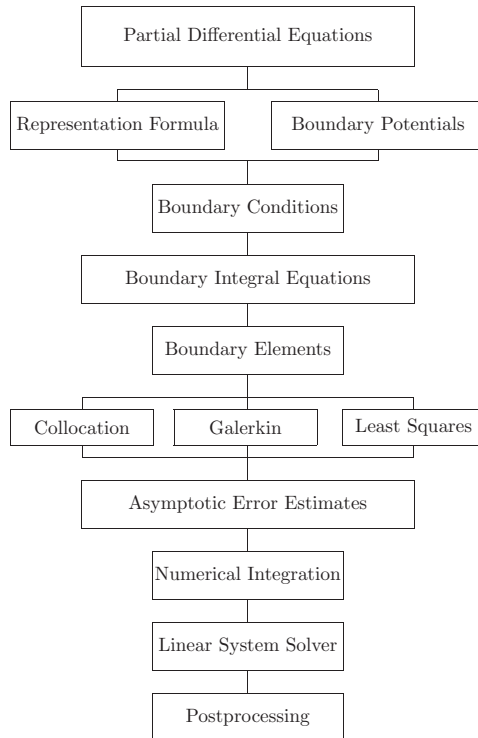 Partial Differential Equations
Representation Formula
Boundary Potentials
Boundary Conditions
Boundary Integral Equations
Boundary Elements
Collocation
Galerkin
Least Squares
Asymptotic Error Estimates
Numerical Integration
Linear System Solver
Postprocessing